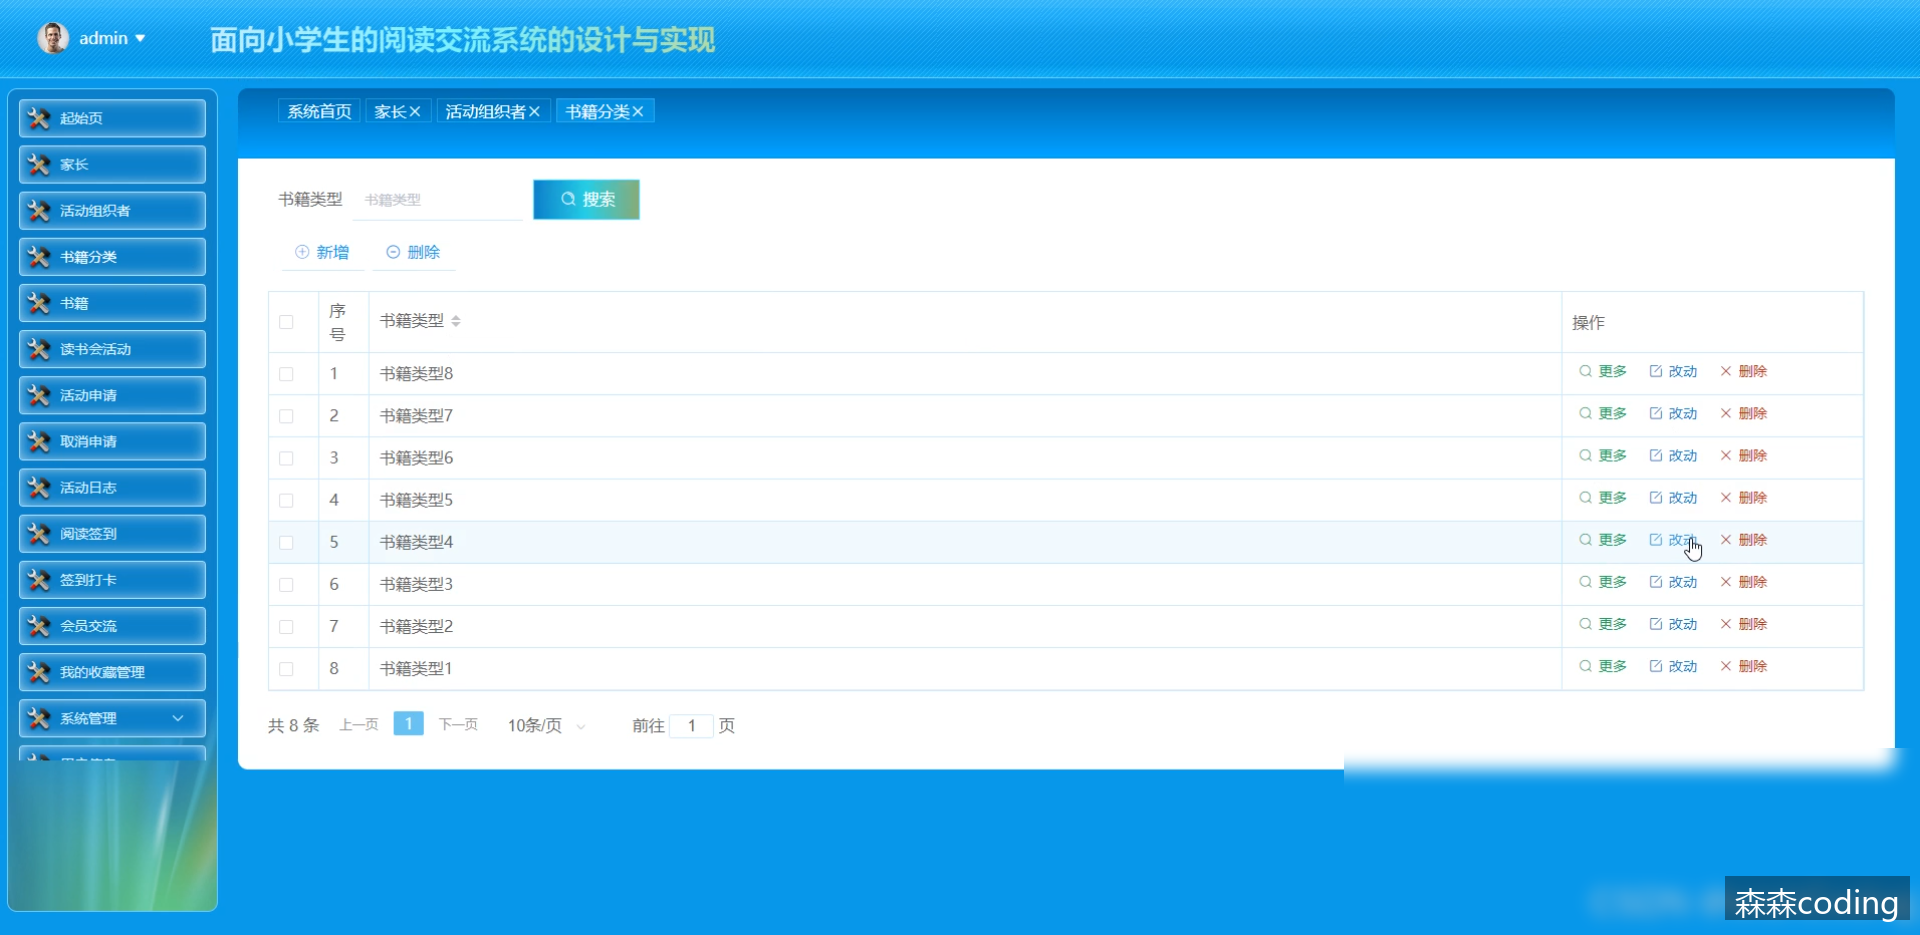 admin
面向小学生的阅读交流系统的设计与实现
起始页
家长
活动组织者
书籍分类
书籍
读书会活动
活动申请
取消申请
活动日志
阅读签到
签到打卡
会员交流
我的收藏管理
系统管理
系统首页 家长 活动组织者 书籍分类
书籍类型 书籍类型 搜索
新增 删除
序号 书籍类型 操作
1 书籍类型8 更多 改动 删除
2 书籍类型7 更多 改动 删除
3 书籍类型6 更多 改动 删除
4 书籍类型5 更多 改动 删除
5 书籍类型4 更多 改动 删除
6 书籍类型3 更多 改动 删除
7 书籍类型2 更多 改动 删除
8 书籍类型1 更多 改动 删除
共 8 条 上一页 1 下一页 10条/页 前往 1 页
森森coding